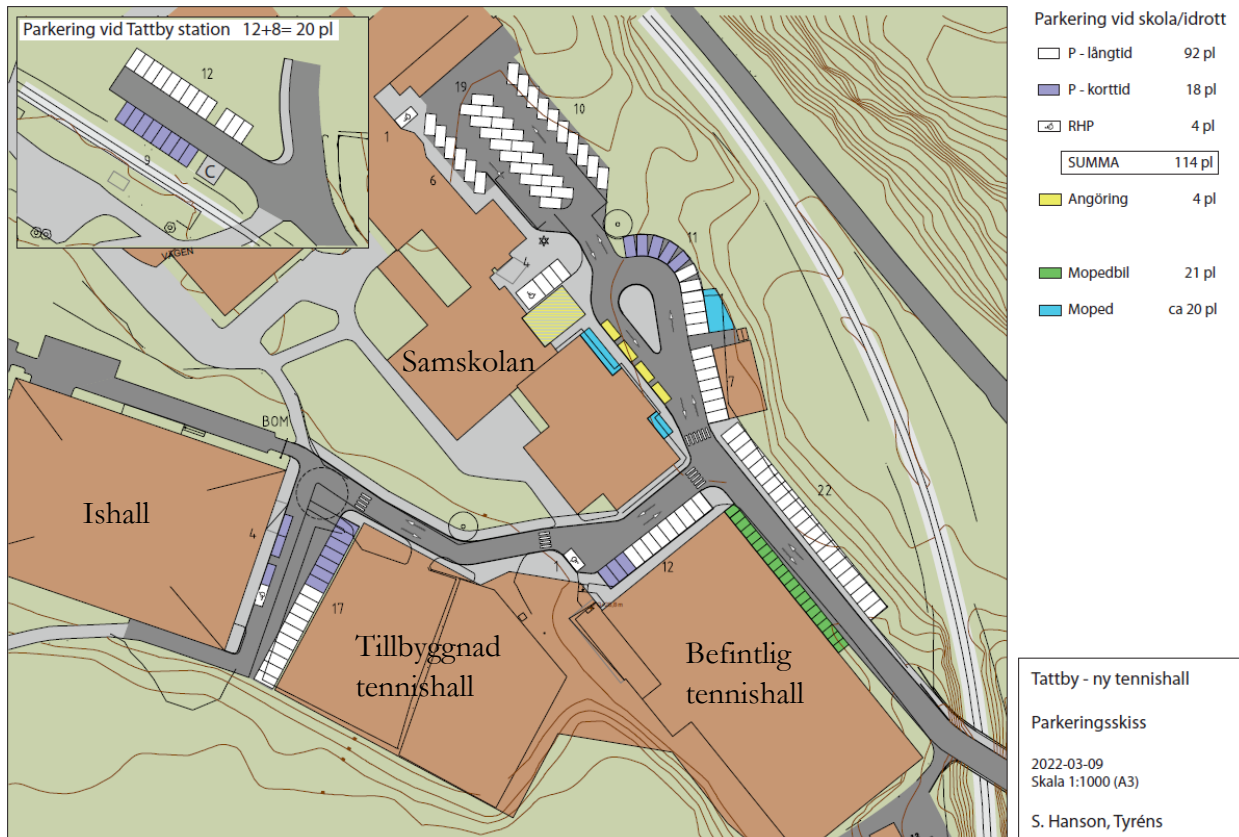 Parkering vid Tattby station 12+8= 20 pl
12
9
C
VÄGEN
19
10
1
6
4
11
7
22
Samskolan
BOM
Ishall
4
17
1
12
Tillbyggnad
tennishall
Befintlig
tennishall
Parkering vid skola/idrott
P - långtid 92 pl
P - korttid 18 pl
RHP 4 pl
SUMMA 114 pl
Angöring 4 pl
Mopedbil 21 pl
Moped ca 20 pl
Tattby - ny tennishall
Parkeringsskiss
2022-03-09
Skala 1:1000 (A3)
S. Hanson, Tyréns